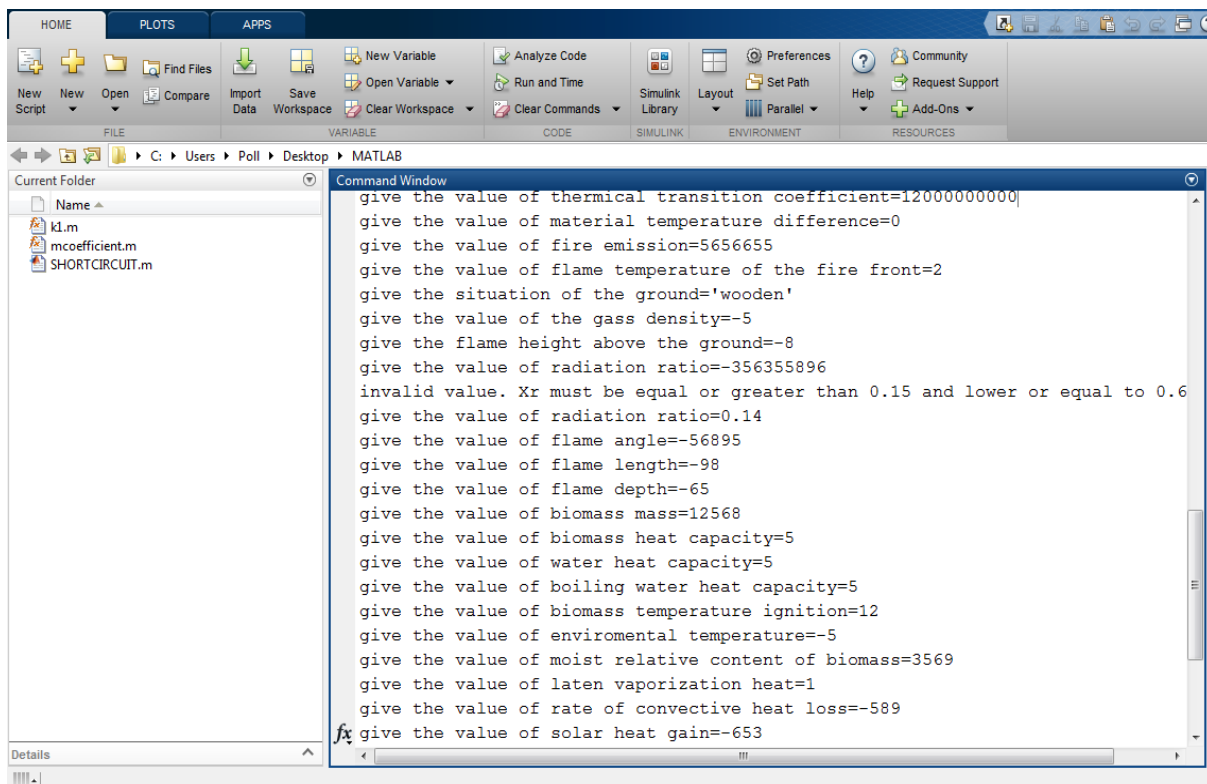 HOME PLOTS APPS
New Script
New
Open
Find Files
Compare
Import Data
Save Workspace
New Variable
Open Variable
Clear Workspace
Analyze Code
Run and Time
Clear Commands
Simulink Library
Layout
Preferences
Set Path
Parallel
Help
Community
Request Support
Add-Ons
FILE VARIABLE CODE SIMULINK ENVIRONMENT RESOURCES
C: Users Poll Desktop MATLAB
Current Folder
Name
k1.m
mcoefficient.m
SHORTCIRCUIT.m
Details
Command Window
give the value of thermical transition coefficient=12000000000
give the value of material temperature difference=0
give the value of fire emission=5656655
give the value of flame temperature of the fire front=2
give the situation of the ground='wooden'
give the value of the gass density=-5
give the flame height above the ground=-8
give the value of radiation ratio=-356355896
invalid value. Xr must be equal or greater than 0.15 and lower or equal to 0.6
give the value of radiation ratio=0.14
give the value of flame angle=-56895
give the value of flame length=-98
give the value of flame depth=-65
give the value of biomass mass=12568
give the value of biomass heat capacity=5
give the value of water heat capacity=5
give the value of boiling water heat capacity=5
give the value of biomass temperature ignition=12
give the value of enviromental temperature=-5
give the value of moist relative content of biomass=3569
give the value of laten vaporization heat=1
give the value of rate of convective heat loss=-589
fx give the value of solar heat gain=-653